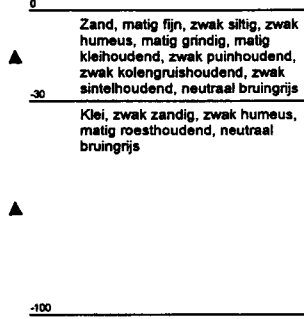 0
Zand, matig fijn, zwak siltig, zwak
humeus, matig grindig, matig
kleihoudend, zwak puinhoudend,
zwak kolengruishoudend, zwak
sintelhoudend, neutraal bruingrijs
-30
Klei, zwak zandig, zwak humeus,
matig roesthoudend, neutraal
bruingrijs
-100